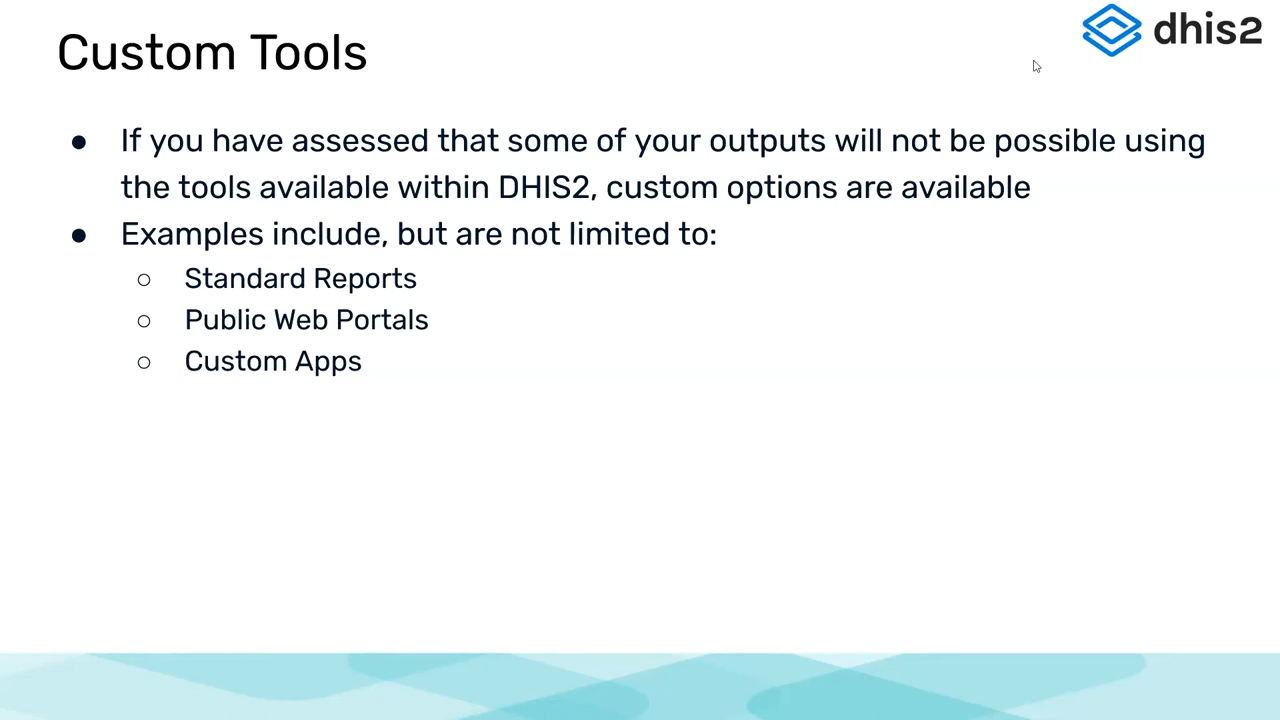 Custom Tools
dhis2
● If you have assessed that some of your outputs will not be possible using
the tools available within DHIS2, custom options are available
● Examples include, but are not limited to:
○ Standard Reports
○ Public Web Portals
○ Custom Apps